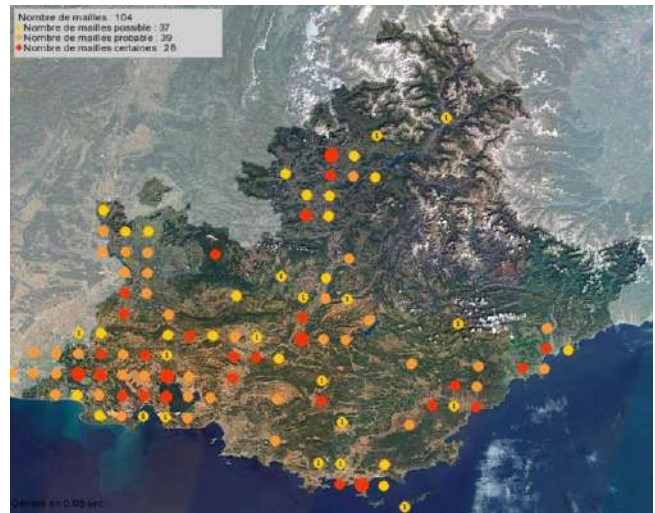 Nombre de mailles : 104
Nombre de mailles possible : 37
Nombre de mailles probable : 39
Nombre de mailles certaines : 28
en 0.05 sec